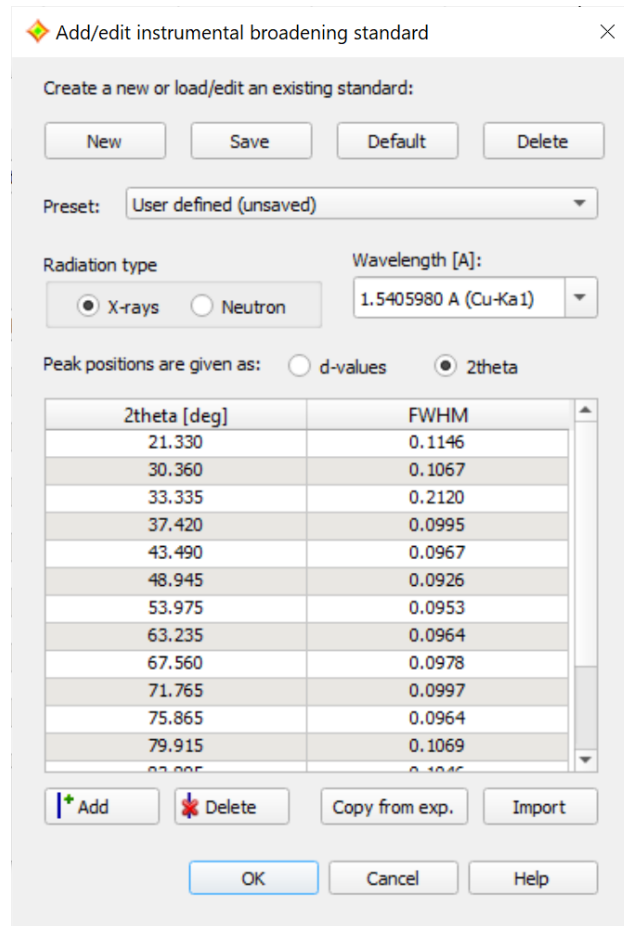 Add/edit instrumental broadening standard
Create a new or load/edit an existing standard:
New Save Default Delete
Preset: User defined (unsaved)
Radiation type Wavelength [A]:
X-rays Neutron 1.5405980 A (Cu-Ka1)
Peak positions are given as: d-values 2theta
2theta [deg] FWHM
21.330 0.1146
30.360 0.1067
33.335 0.2120
37.420 0.0995
43.490 0.0967
48.945 0.0926
53.975 0.0953
63.235 0.0964
67.560 0.0978
71.765 0.0997
75.865 0.0964
79.915 0.1069
Add Delete Copy from exp. Import
OK Cancel Help